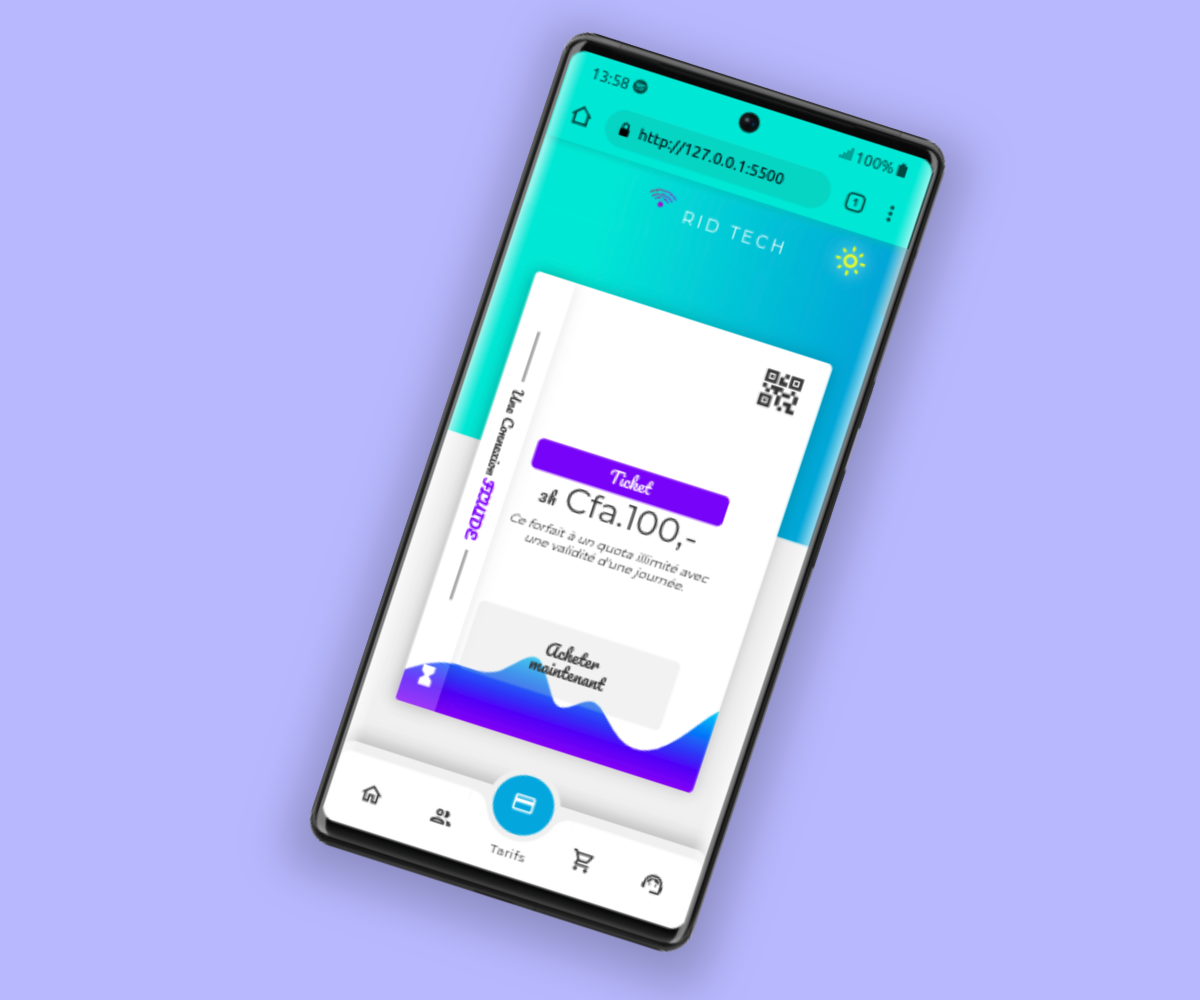 13:58
100%
http://127.0.0.1:5500
1
RID TECH
Une Connexion FLUIDE
Ticket
3h Cfa.100,-
Ce forfait à un quota illimité avec
une validité d'une journée.
Acheter
maintenant
Tarifs